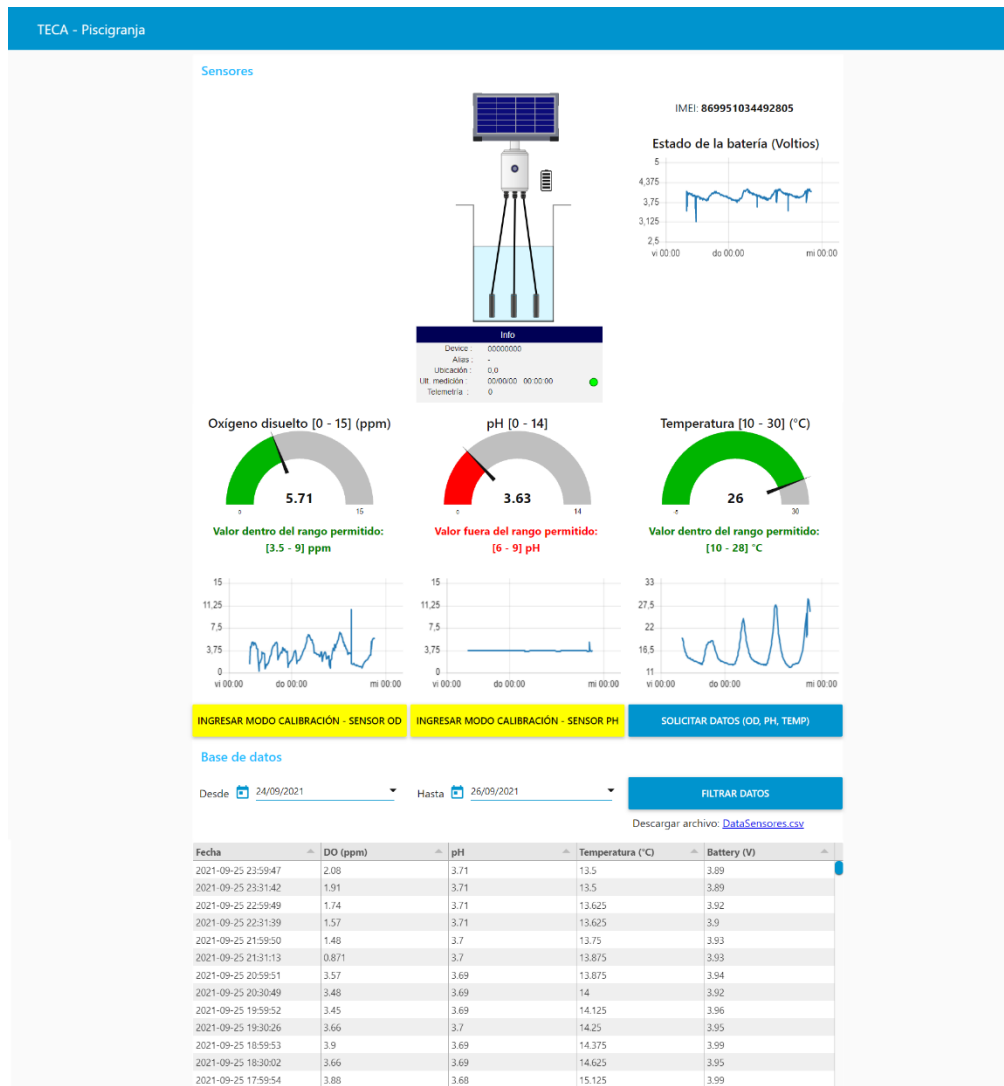 TECA - Piscigranja
Sensores
IMEI: 869951034492805
Estado de la batería (Voltios)
5
4,375
3,75
3,125
2,5
vi 00:00 do 00:00 mi 00:00
Info
Device : 00000000
Alias : -
Ubicación : 0,0
Ult. medición : 00/00/00 00:00:00
Telemetría : 0
Oxígeno disuelto [0 - 15] (ppm)
5.71
0 15
Valor dentro del rango permitido:
[3.5 - 9] ppm
pH [0 - 14]
3.63
0 14
Valor fuera del rango permitido:
[6 - 9] pH
Temperatura [10 - 30] (°C)
26
-5 30
Valor dentro del rango permitido:
[10 - 28] °C
15
11,25
7,5
3,75
0
vi 00:00 do 00:00 mi 00:00
15
11,25
7,5
3,75
0
vi 00:00 do 00:00 mi 00:00
33
27,5
22
16,5
11
vi 00:00 do 00:00 mi 00:00
INGRESAR MODO CALIBRACIÓN - SENSOR OD
INGRESAR MODO CALIBRACIÓN - SENSOR PH
SOLICITAR DATOS (OD, PH, TEMP)
Base de datos
Desde 24/09/2021 Hasta 26/09/2021 FILTRAR DATOS
Descargar archivo: DataSensores.csv
Fecha DO (ppm) pH Temperatura (°C) Battery (V)
2021-09-25 23:59:47 2.08 3.71 13.5 3.89
2021-09-25 23:31:42 1.91 3.71 13.5 3.89
2021-09-25 22:59:49 1.74 3.71 13.625 3.92
2021-09-25 22:31:39 1.57 3.71 13.625 3.9
2021-09-25 21:59:50 1.48 3.7 13.75 3.93
2021-09-25 21:31:13 0.871 3.7 13.875 3.93
2021-09-25 20:59:51 3.57 3.69 13.875 3.94
2021-09-25 20:30:49 3.48 3.69 14 3.92
2021-09-25 19:59:52 3.45 3.69 14.125 3.96
2021-09-25 19:30:26 3.66 3.7 14.25 3.95
2021-09-25 18:59:53 3.9 3.69 14.375 3.99
2021-09-25 18:30:02 3.66 3.69 14.625 3.95
2021-09-25 17:59:54 3.88 3.68 15.125 3.99